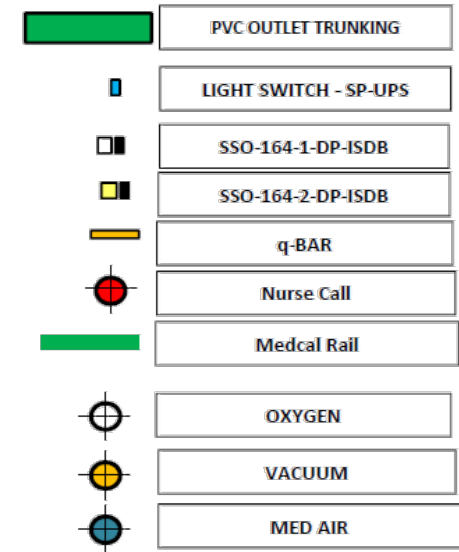 PVC OUTLET TRUNKING
LIGHT SWITCH - SP-UPS
SSO-164-1-DP-ISDB
SSO-164-2-DP-ISDB
q-BAR
Nurse Call
Medcal Rail
OXYGEN
VACUUM
MED AIR